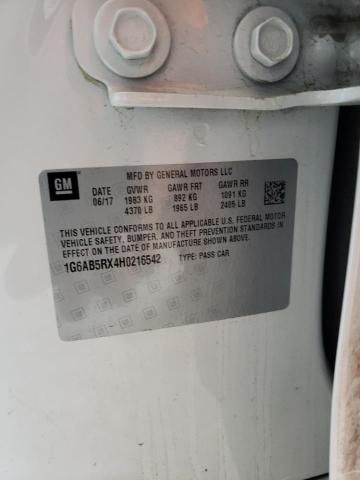 GM
MFD BY GENERAL MOTORS LLC
DATE GVWR GAWR FRT GAWR RR
06/17 1983 KG 892 KG 1091 KG
4370 LB 1965 LB 2405 LB
THIS VEHICLE CONFORMS TO ALL APPLICABLE U.S. FEDERAL MOTOR
VEHICLE SAFETY, BUMPER, AND THEFT PREVENTION STANDARDS IN
EFFECT ON THE DATE OF MANUFACTURE SHOWN ABOVE.
1G6AB5RX4H0216542 TYPE: PASS CAR